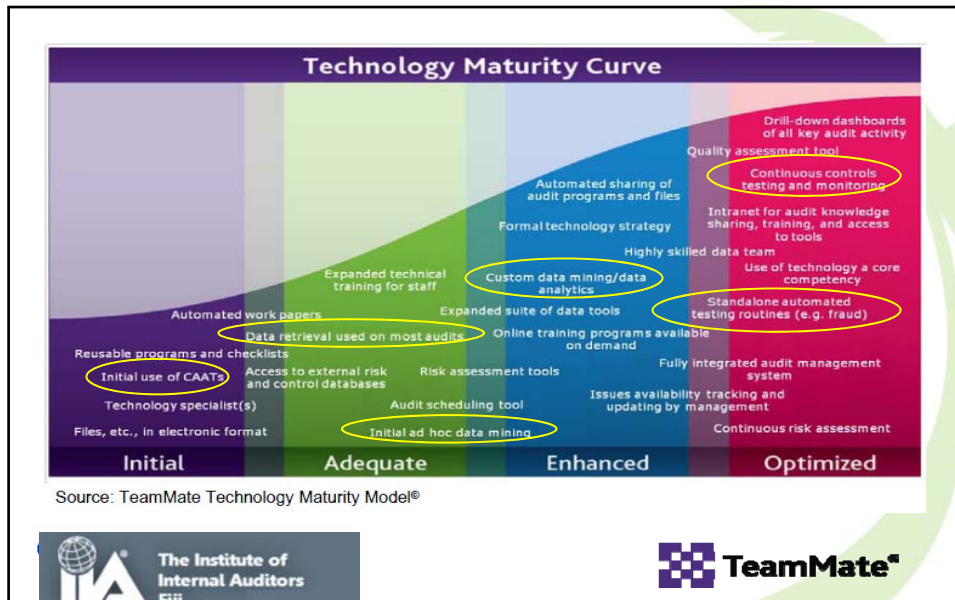 Technology Maturity Curve
Drill-down dashboards
of all key audit activity
Quality assessment tool
Continuous controls
testing and monitoring
Automated sharing of
audit programs and files
Intranet for audit knowledge
sharing, training, and access
to tools
Formal technology strategy
Highly skilled data team
Expanded technical
training for staff
Custom data mining/data
analytics
Use of technology a core
competency
Standalone automated
testing routines (e.g. fraud)
Automated work papers
Expanded suite of data tools
Data retrieval used on most audits
Online training programs available
on demand
Reusable programs and checklists
Fully integrated audit management
system
Initial use of CAATs
Access to external risk
and control databases
Risk assessment tools
Issues availability tracking and
updating by management
Technology specialist(s)
Audit scheduling tool
Files, etc., in electronic format
Initial ad hoc data mining
Continuous risk assessment
Initial
Adequate
Enhanced
Optimized
Source: TeamMate Technology Maturity Model©
IIA
The Institute of
Internal Auditors
Fiji
TeamMate